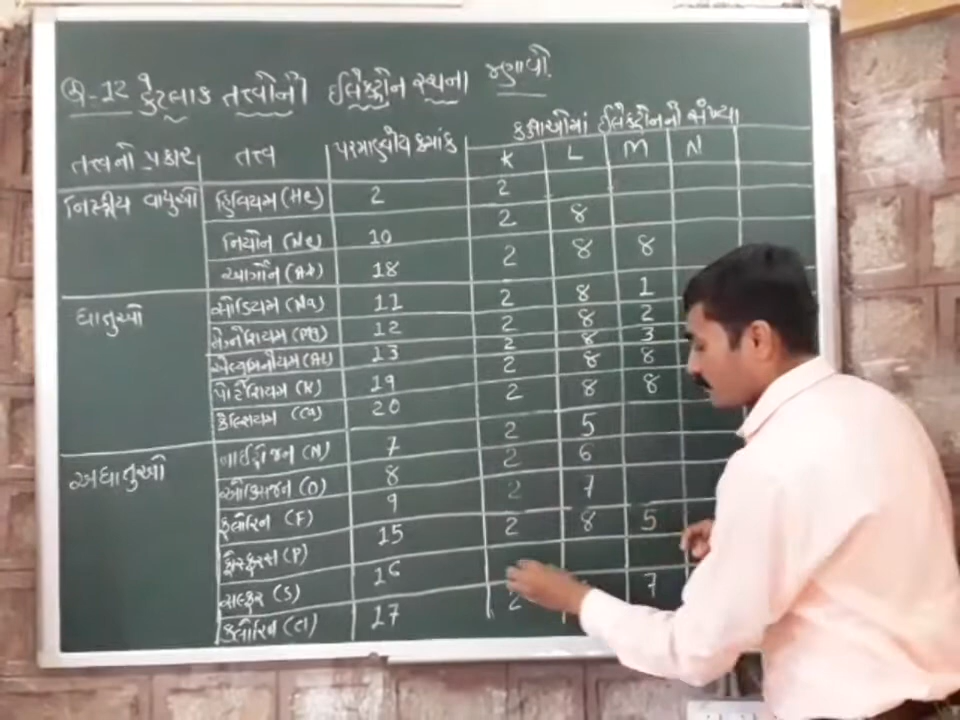 પ્ર-12 કેટલાક તત્ત્વોની ઈલેક્ટ્રોન રચના જણાવો.
તત્ત્વનો પ્રકાર તત્ત્વ પરમાણ્વીય ક્રમાંક કક્ષાઓમાં ઈલેક્ટ્રોનની સંખ્યા
K L M N
નિષ્ક્રીય વાયુઓ હિલિયમ (He) 2 2
નિયોન (Ne) 10 2 8
આર્ગોન (Ar) 18 2 8 8
ધાતુઓ સોડિયમ (Na) 11 2 8 1
મેગ્નેશિયમ (Mg) 12 2 8 2
એલ્યુમિનીયમ (Al) 13 2 8 3
પોટેશિયમ (K) 19 2 8 8
કેલ્શિયમ (Ca) 20 2 8 8
અધાતુઓ નાઈટ્રોજન (N) 7 2 5
ઓક્સિજન (O) 8 2 6
ફ્લોરિન (F) 9 2 7
ફોસ્ફરસ (P) 15 2 8 5
સલ્ફર (S) 16
ક્લોરિન (Cl) 17 2 7